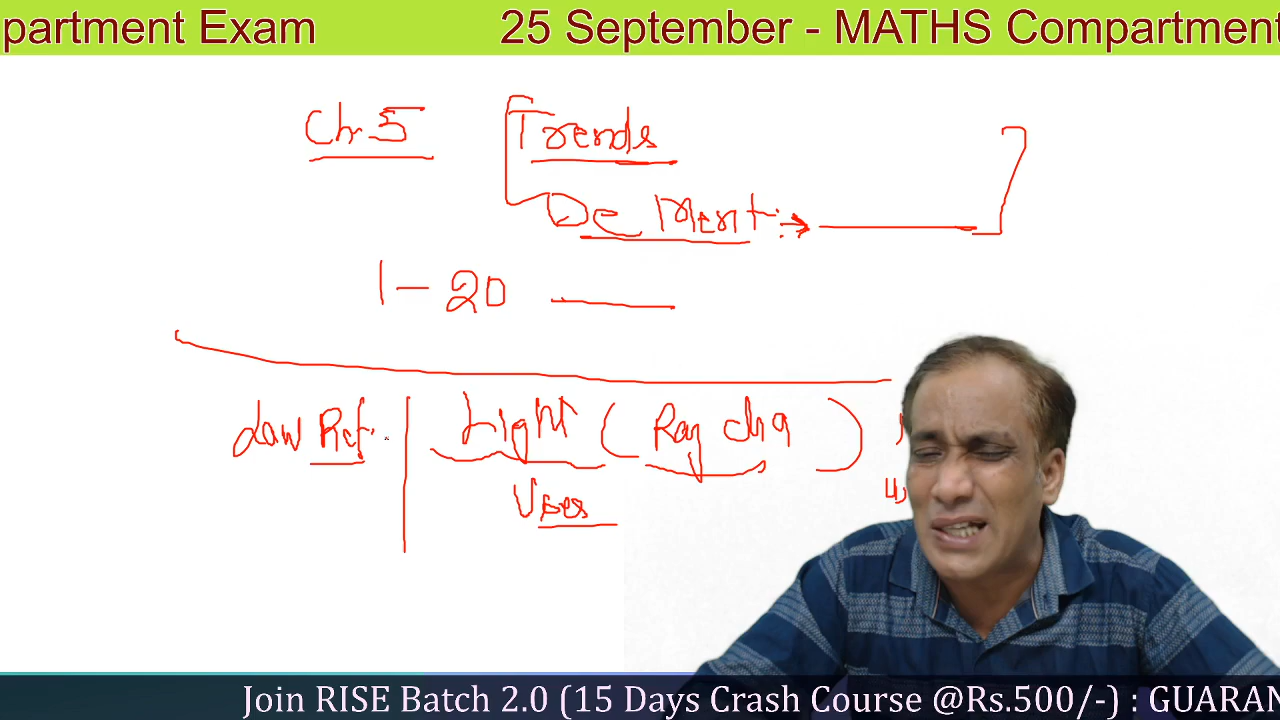 partment Exam 25 September - MATHS Compartment
Ch 5 Trends
De Merit :→
1 - 20
Law Ref. Light ( Ray dia )
Uses
Join RISE Batch 2.0 (15 Days Crash Course @Rs.500/-) : GUARAN